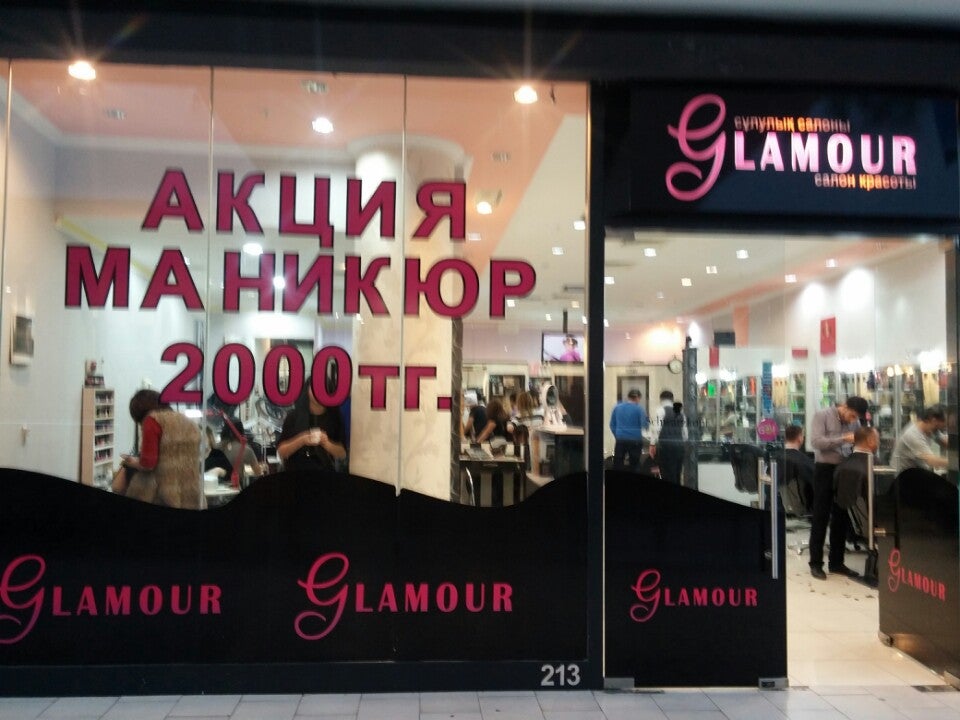 АКЦИЯ
МАНИКЮР
2000тг.
сұлулық салоны
GLAMOUR
салон красоты
GLAMOUR
GLAMOUR
GLAMOUR
GLAMOUR
213